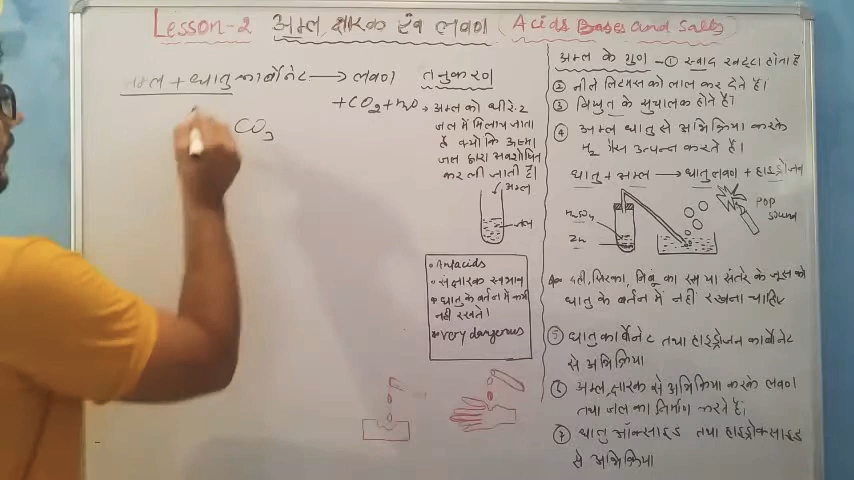 Lesson-2 अम्ल क्षारक एंव लवण (Acids Bases and Salts)
अम्ल + धातु कार्बोनेट → लवण
+ CO2 + H2O
CO3
तनुकरण
→ अम्ल को धीरे-2
जल में मिलाया जाता
है क्यो कि ऊष्मा
जल द्वारा अवशोषित
कर ली जाती है।
अम्ल
जल
• Antacids
• क्षारक स्वभाव
• धातु के बर्तन में कभी
नही रखते।
• very dangerous
अम्ल के गुण - ① स्वाद खट्टा होता है
② नीले लिटमस को लाल कर देते है।
③ विधुत के सुचालक होते है।
④ अम्ल धातु से अभिक्रिया करके
H2 गैस उत्पन्न करते है।
धातु + अम्ल → धातु लवण + हाइड्रोजन
H2SO4
Zn
POP
sound
दही, सिरका, निंबू का रस या संतरे के जूस को
धातु के बर्तन मे नही रखना चाहिए
⑤ धातु कार्बोनेट तथा हाइड्रोजन कार्बोनेट
से अभिक्रिया
⑥ अम्ल, क्षारक से अभिक्रिया करके लवण
तथा जल का निर्माण करते है।
⑦ धातु ऑक्साइड तथा हाइड्रोक्साइड
से अभिक्रिया